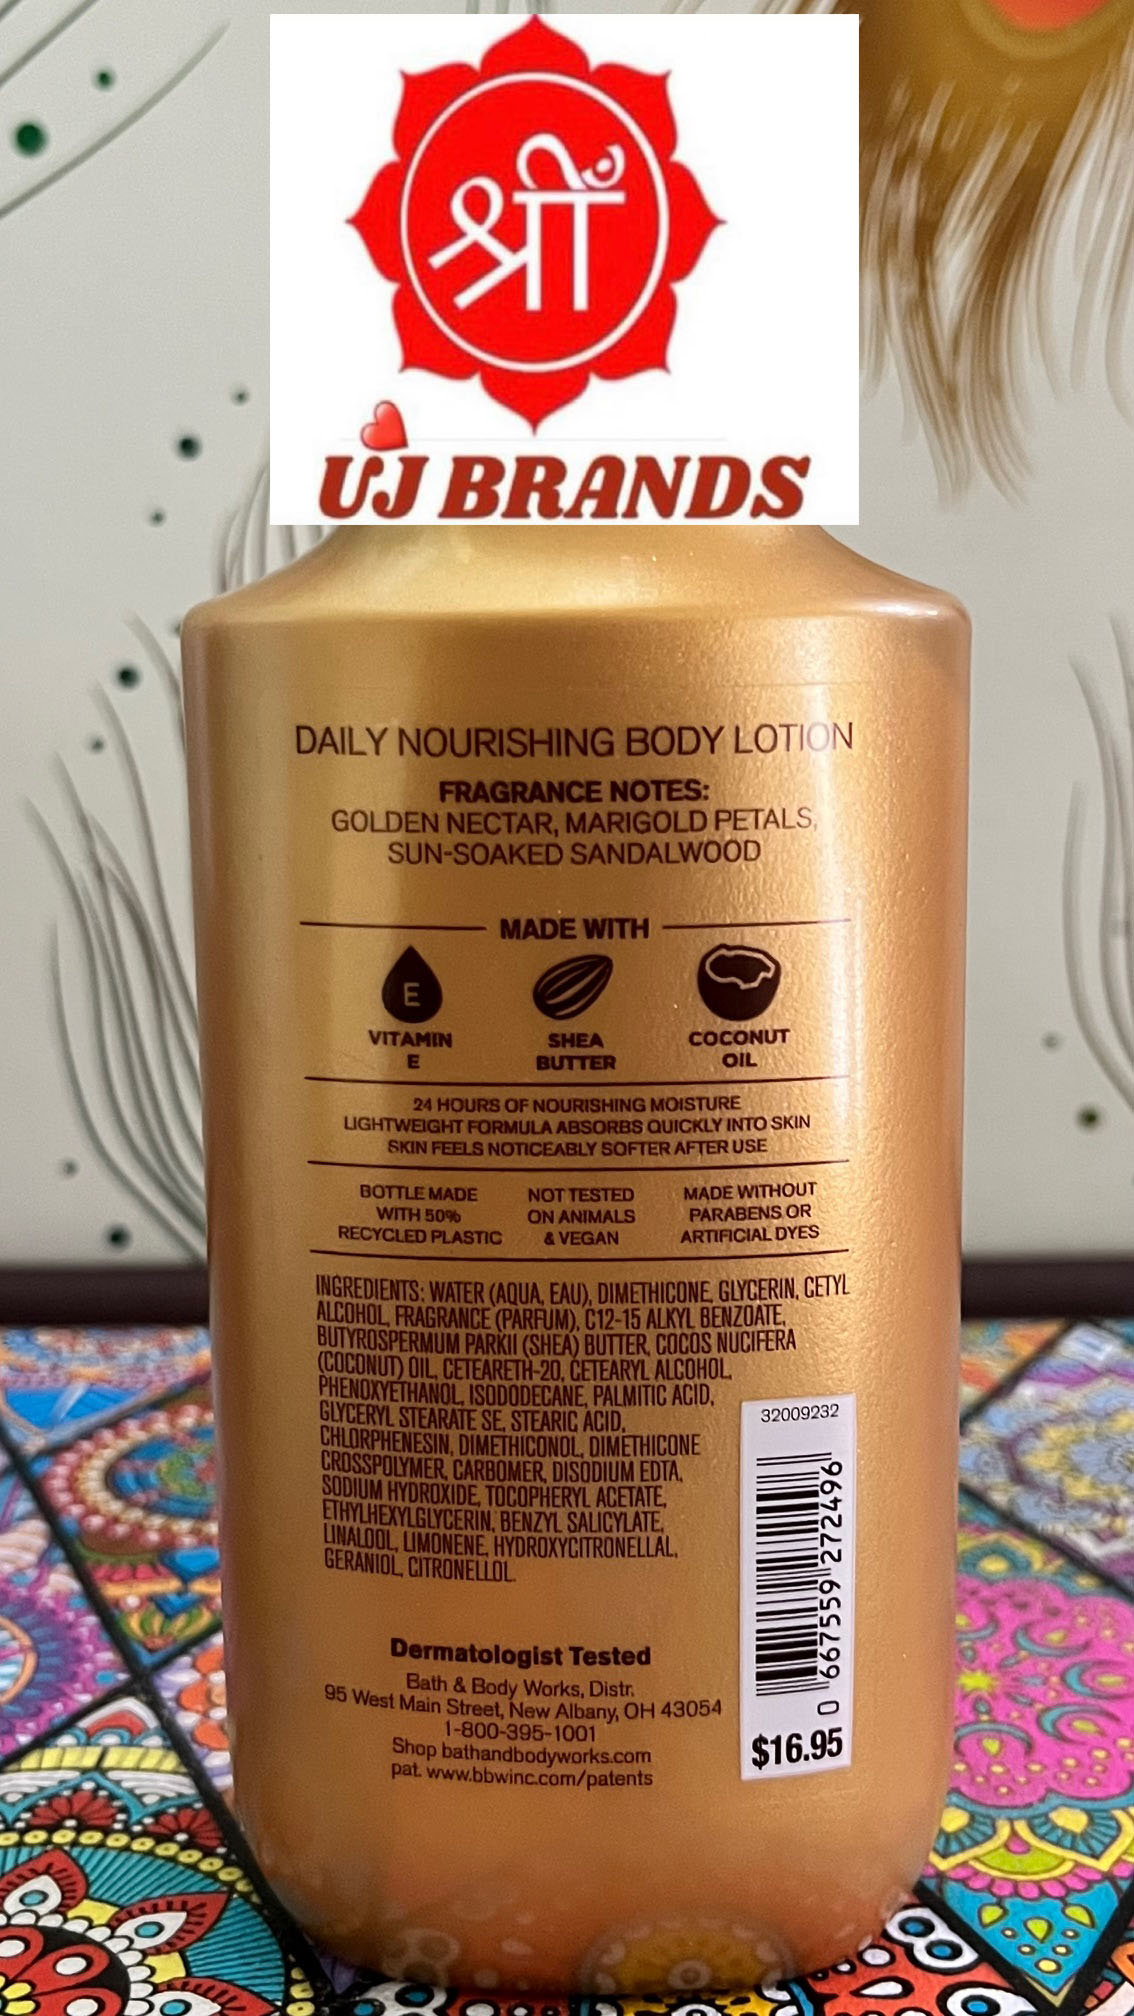 श्रीँ
UJ BRANDS
DAILY NOURISHING BODY LOTION
FRAGRANCE NOTES:
GOLDEN NECTAR, MARIGOLD PETALS,
SUN-SOAKED SANDALWOOD
MADE WITH
E
VITAMIN E
SHEA BUTTER
COCONUT OIL
24 HOURS OF NOURISHING MOISTURE
LIGHTWEIGHT FORMULA ABSORBS QUICKLY INTO SKIN
SKIN FEELS NOTICEABLY SOFTER AFTER USE
BOTTLE MADE
WITH 50%
RECYCLED PLASTIC
NOT TESTED
ON ANIMALS
& VEGAN
MADE WITHOUT
PARABENS OR
ARTIFICIAL DYES
INGREDIENTS: WATER (AQUA, EAU), DIMETHICONE, GLYCERIN, CETYL
ALCOHOL, FRAGRANCE (PARFUM), C12-15 ALKYL BENZOATE,
BUTYROSPERMUM PARKII (SHEA) BUTTER, COCOS NUCIFERA
(COCONUT) OIL, CETEARETH-20, CETEARYL ALCOHOL,
PHENOXYETHANOL, ISODODECANE, PALMITIC ACID,
GLYCERYL STEARATE SE, STEARIC ACID,
CHLORPHENESIN, DIMETHICONOL, DIMETHICONE
CROSSPOLYMER, CARBOMER, DISODIUM EDTA,
SODIUM HYDROXIDE, TOCOPHERYL ACETATE,
ETHYLHEXYLGLYCERIN, BENZYL SALICYLATE,
LINALOOL, LIMONENE, HYDROXYCITRONELLAL,
GERANIOL, CITRONELLOL.
32009232
0 667559 272496
$16.95
Dermatologist Tested
Bath & Body Works, Distr.
95 West Main Street, New Albany, OH 43054
1-800-395-1001
Shop bathandbodyworks.com
pat. www.bbwinc.com/patents